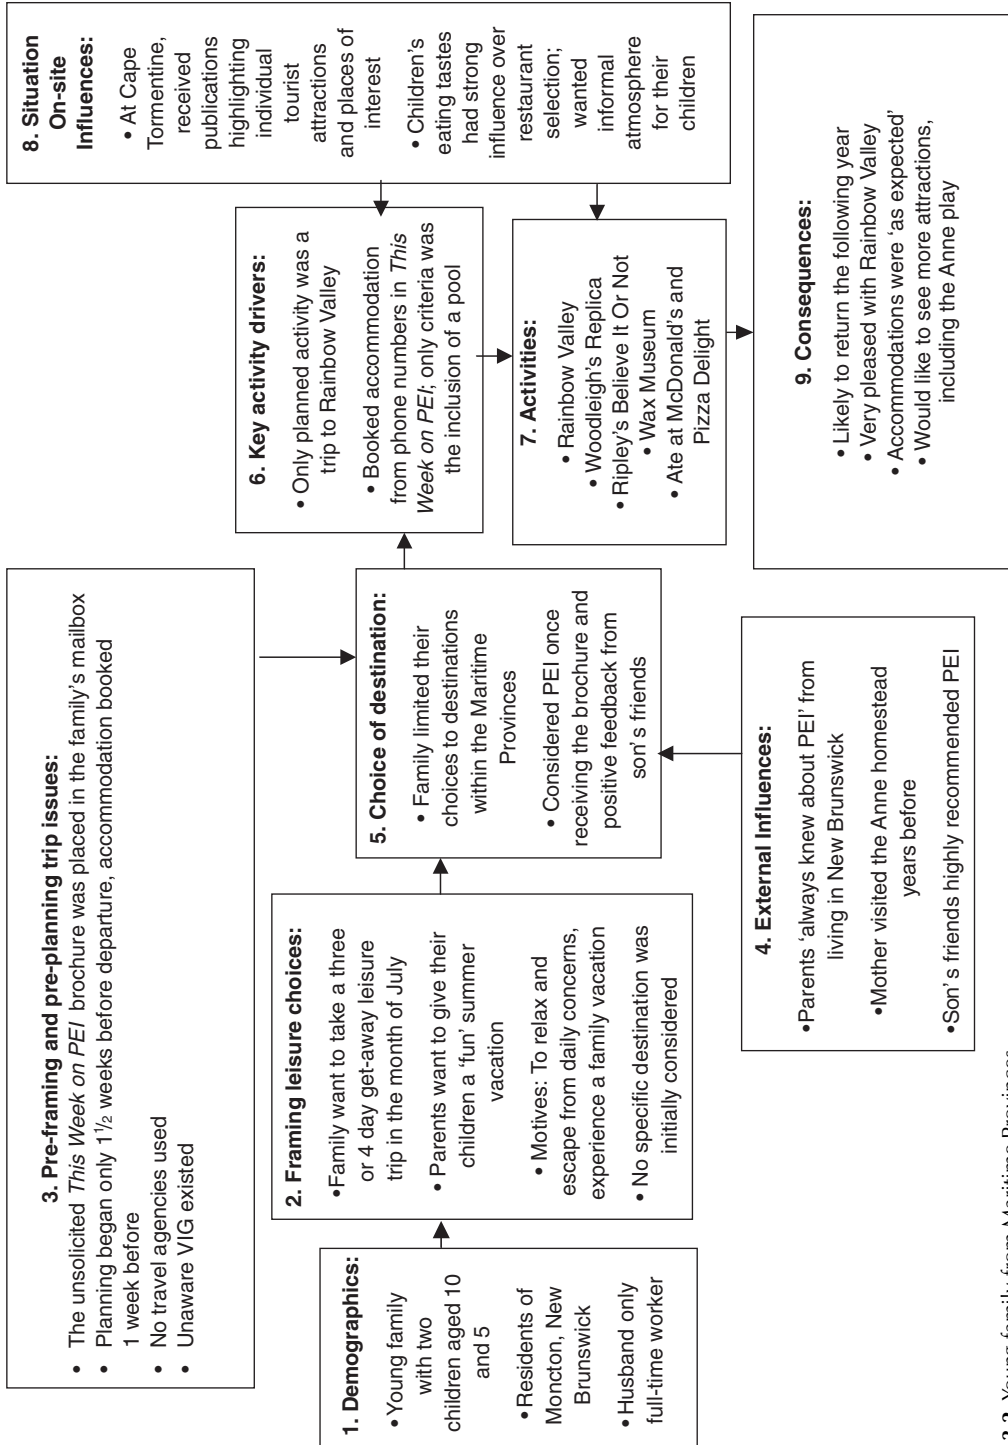 3. Pre-framing and pre-planning trip issues:
• The unsolicited This Week on PEI brochure was placed in the family's mailbox
• Planning began only 1½ weeks before departure, accommodation booked
1 week before
• No travel agencies used
• Unaware VIG existed
1. Demographics:
•Young family
with two
children aged 10
and 5
•Residents of
Moncton, New
Brunswick
•Husband only
full-time worker
2. Framing leisure choices:
•Family want to take a three
or 4 day get-away leisure
trip in the month of July
•Parents want to give their
children a 'fun' summer
vacation
• Motives: To relax and
escape from daily concerns,
experience a family vacation
• No specific destination was
initially considered
4. External Influences:
•Parents 'always knew about PEI' from
living in New Brunswick
•Mother visited the Anne homestead
years before
•Son's friends highly recommended PEI
5. Choice of destination:
• Family limited their
choices to destinations
within the Maritime
Provinces
• Considered PEI once
receiving the brochure and
positive feedback from
son's friends
6. Key activity drivers:
• Only planned activity was a
trip to Rainbow Valley
• Booked accommodation
from phone numbers in This
Week on PEI; only criteria was
the inclusion of a pool
7. Activities:
• Rainbow Valley
• Woodleigh's Replica
• Ripley's Believe It Or Not
• Wax Museum
• Ate at McDonald's and
Pizza Delight
8. Situation
On-site
Influences:
• At Cape
Tormentine,
received
publications
highlighting
individual
tourist
attractions
and places of
interest
• Children's
eating tastes
had strong
influence over
restaurant
selection;
wanted
informal
atmosphere
for their
children
9. Consequences:
• Likely to return the following year
• Very pleased with Rainbow Valley
• Accommodations were 'as expected'
• Would like to see more attractions,
including the Anne play
Young family from Maritime Provinces